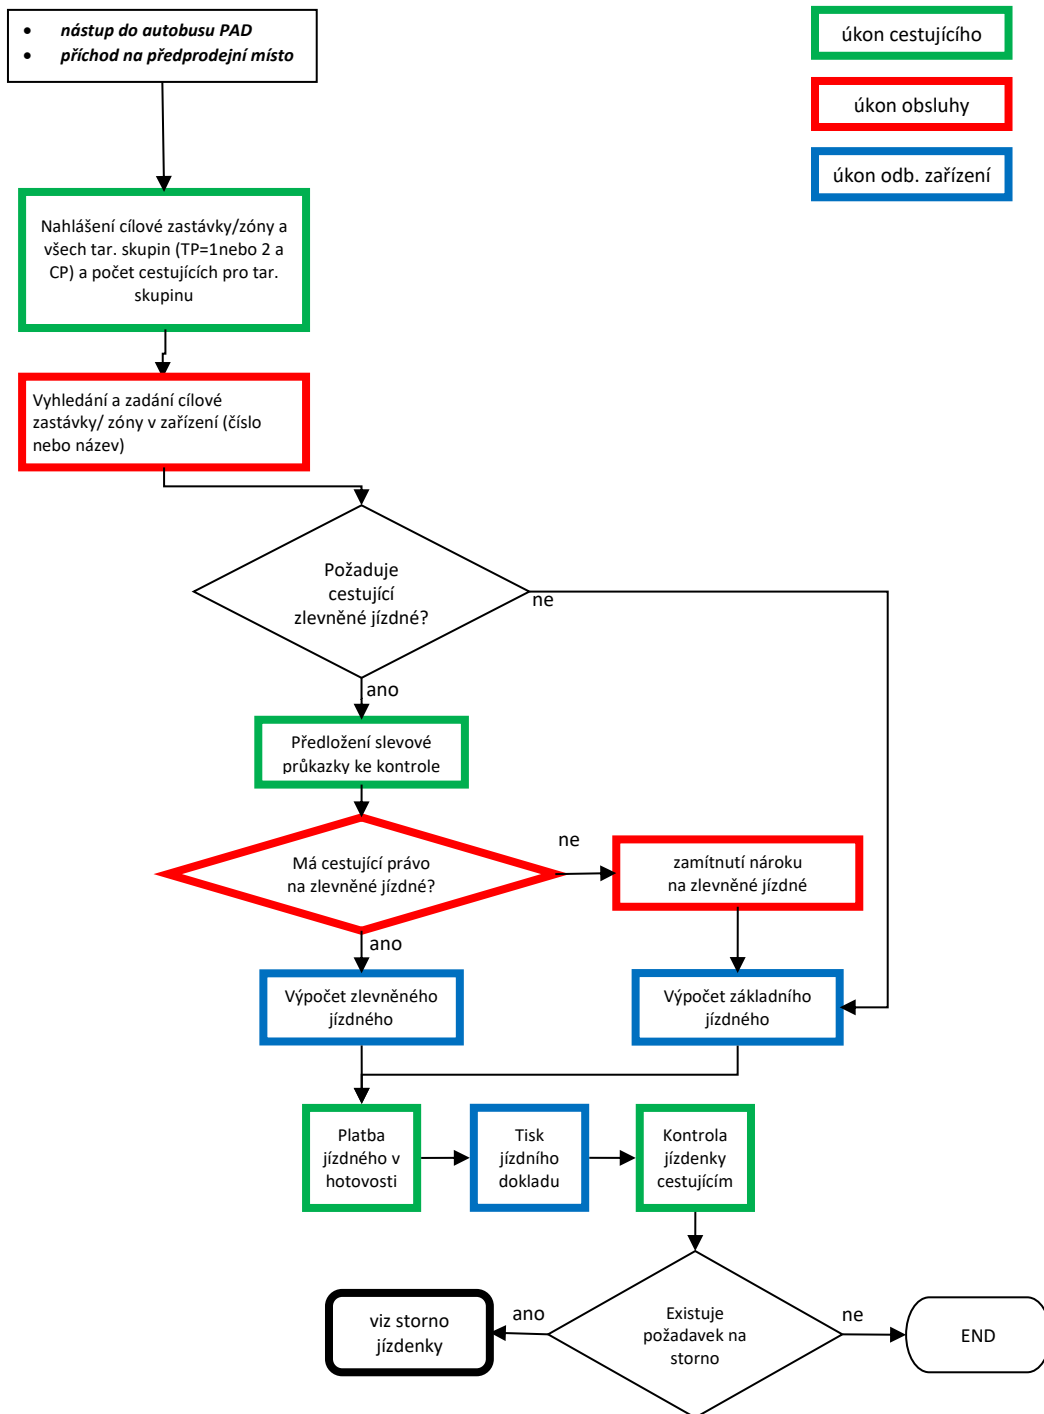 • nástup do autobusu PAD
• příchod na předprodejní místo
úkon cestujícího
úkon obsluhy
úkon odb. zařízení
Nahlášení cílové zastávky/zóny a
všech tar. skupin (TP=1nebo 2 a
CP) a počet cestujících pro tar.
skupinu
Vyhledání a zadání cílové
zastávky/ zóny v zařízení (číslo
nebo název)
Požaduje
cestující
zlevněné jízdné?
ne
ano
Předložení slevové
průkazky ke kontrole
Má cestující právo
na zlevněné jízdné?
ne
zamítnutí nároku
na zlevněné jízdné
ano
Výpočet zlevněného
jízdného
Výpočet základního
jízdného
Platba
jízdného v
hotovosti
Tisk
jízdního
dokladu
Kontrola
jízdenky
cestujícím
viz storno
jízdenky
ano
Existuje
požadavek na
storno
ne
END